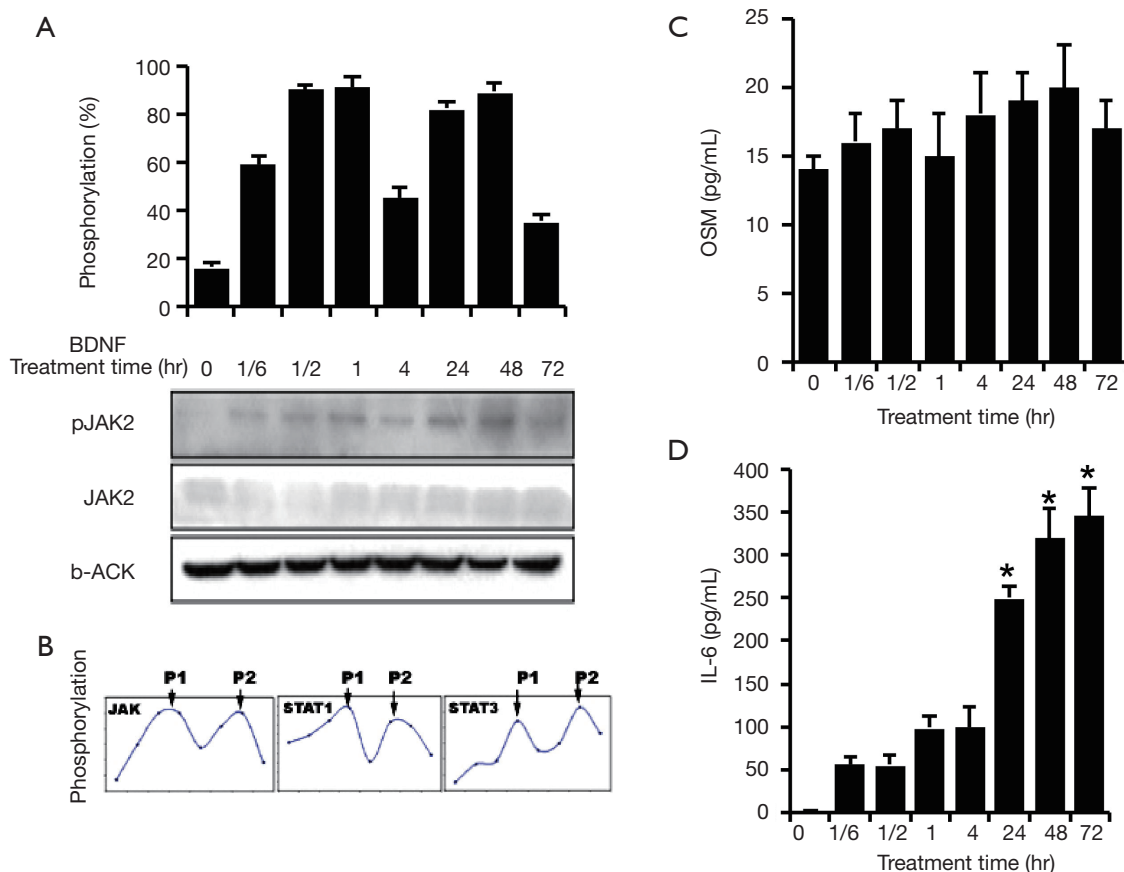 A
Phosphorylation (%)
100
80
60
40
20
0
BDNF
Treatment time (hr) 0 1/6 1/2 1 4 24 48 72
pJAK2
JAK2
b-ACK
B
Phosphorylation
P1 P2 P1 P2 P1 P2
JAK STAT1 STAT3
C
OSM (pg/mL)
25
20
15
10
5
0
0 1/6 1/2 1 4 24 48 72
Treatment time (hr)
D
IL-6 (pg/mL)
400
350
300
250
200
150
100
50
0
* * *
0 1/6 1/2 1 4 24 48 72
Treatment time (hr)